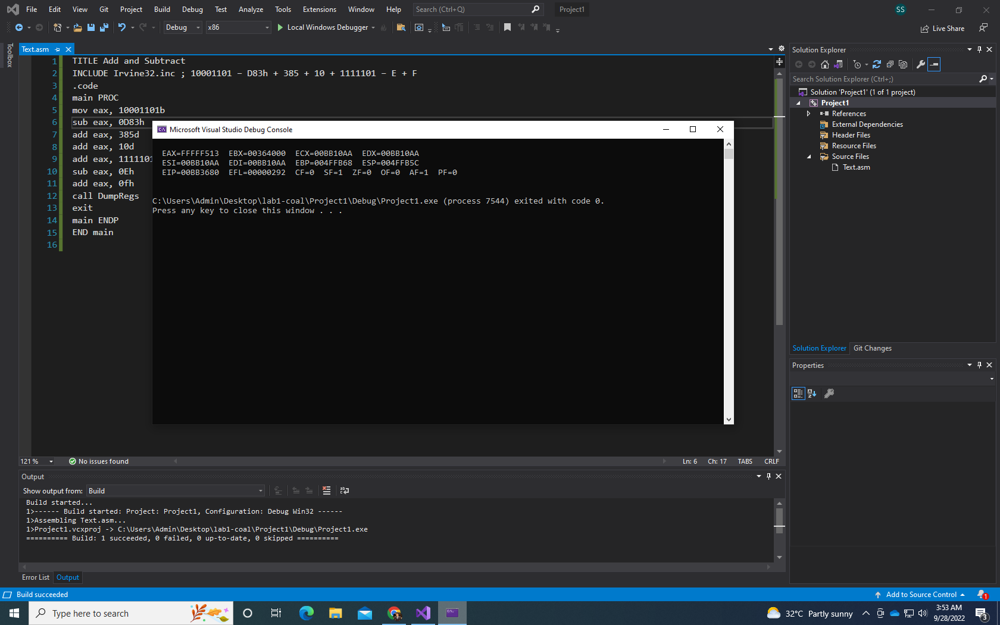 File Edit View Git Project Build Debug Test Analyze Tools Extensions Window Help Search (Ctrl+Q) Project1 SS
Debug x86 Local Windows Debugger Live Share
Toolbox
Text.asm
1 TITLE Add and Subtract
2 INCLUDE Irvine32.inc ; 10001101 - D83h + 385 + 10 + 1111101 - E + F
3 .code
4 main PROC
5 mov eax, 10001101b
6 sub eax, 0D83h
7 add eax, 385d
8 add eax, 10d
9 add eax, 1111101
10 sub eax, 0Eh
11 add eax, 0fh
12 call DumpRegs
13 exit
14 main ENDP
15 END main
16
Microsoft Visual Studio Debug Console
EAX=FFFFF513 EBX=00364000 ECX=00BB10AA EDX=00BB10AA
ESI=00BB10AA EDI=00BB10AA EBP=004FFB68 ESP=004FFB5C
EIP=00BB3680 EFL=00000292 CF=0 SF=1 ZF=0 OF=0 AF=1 PF=0
C:\Users\Admin\Desktop\lab1-coal\Project1\Debug\Project1.exe (process 7544) exited with code 0.
Press any key to close this window . . .
121 % No issues found Ln: 6 Ch: 17 TABS CRLF
Output
Show output from: Build
Build started...
1>------ Build started: Project: Project1, Configuration: Debug Win32 ------
1>Assembling Text.asm...
1>Project1.vcxproj -> C:\Users\Admin\Desktop\lab1-coal\Project1\Debug\Project1.exe
========== Build: 1 succeeded, 0 failed, 0 up-to-date, 0 skipped ==========
Error List Output
Solution Explorer
Search Solution Explorer (Ctrl+;)
Solution 'Project1' (1 of 1 project)
Project1
References
External Dependencies
Header Files
Resource Files
Source Files
Text.asm
Solution Explorer Git Changes
Properties
Build succeeded Add to Source Control 1
Type here to search 32°C Partly sunny 3:53 AM
9/28/2022 3